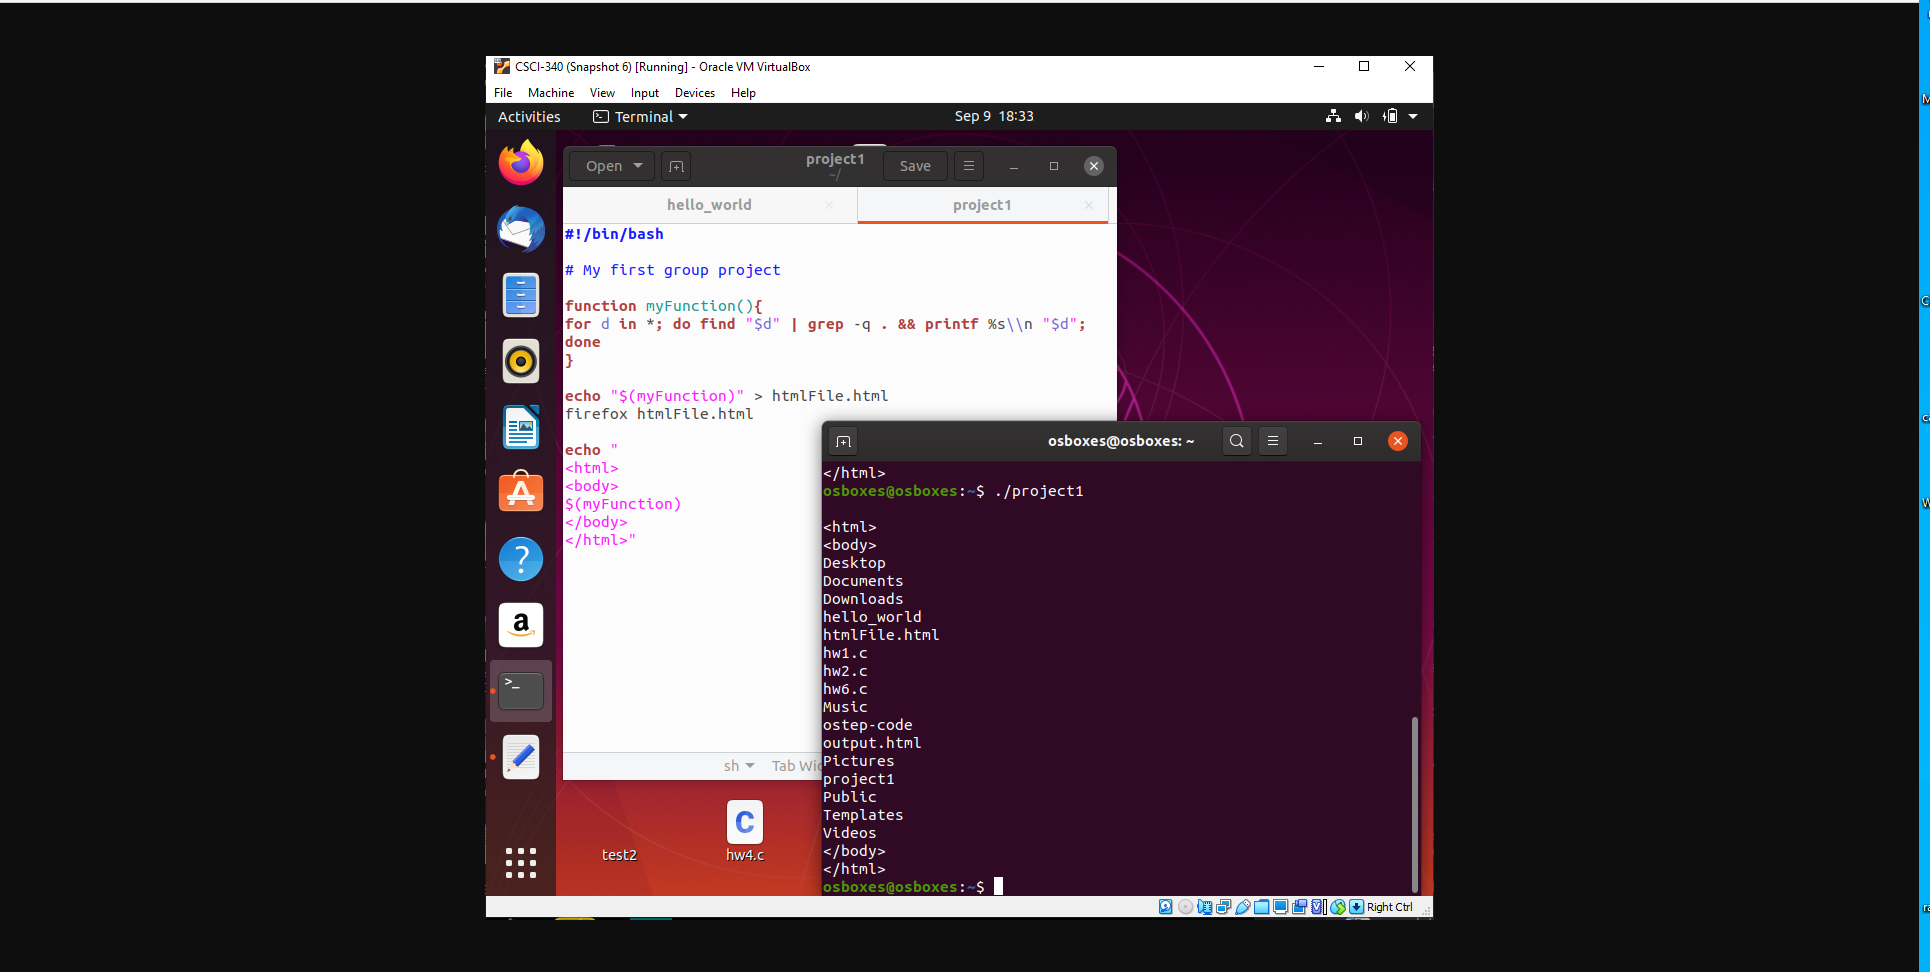 CSCI-340 (Snapshot 6) [Running] - Oracle VM VirtualBox
File Machine View Input Devices Help
Activities Terminal Sep 9 18:33
Open project1 Save
~/
hello_world project1
#!/bin/bash
# My first group project
function myFunction(){
for d in *; do find "$d" | grep -q . && printf %s\\n "$d";
done
}
echo "$(myFunction)" > htmlFile.html
firefox htmlFile.html
echo "
<html>
<body>
$(myFunction)
</body>
</html>"
sh Tab Wid
osboxes@osboxes: ~
</html>
osboxes@osboxes:~$ ./project1
<html>
<body>
Desktop
Documents
Downloads
hello_world
htmlFile.html
hw1.c
hw2.c
hw6.c
Music
ostep-code
output.html
Pictures
project1
Public
Templates
Videos
</body>
</html>
osboxes@osboxes:~$
test2
C
hw4.c
a
Right Ctrl